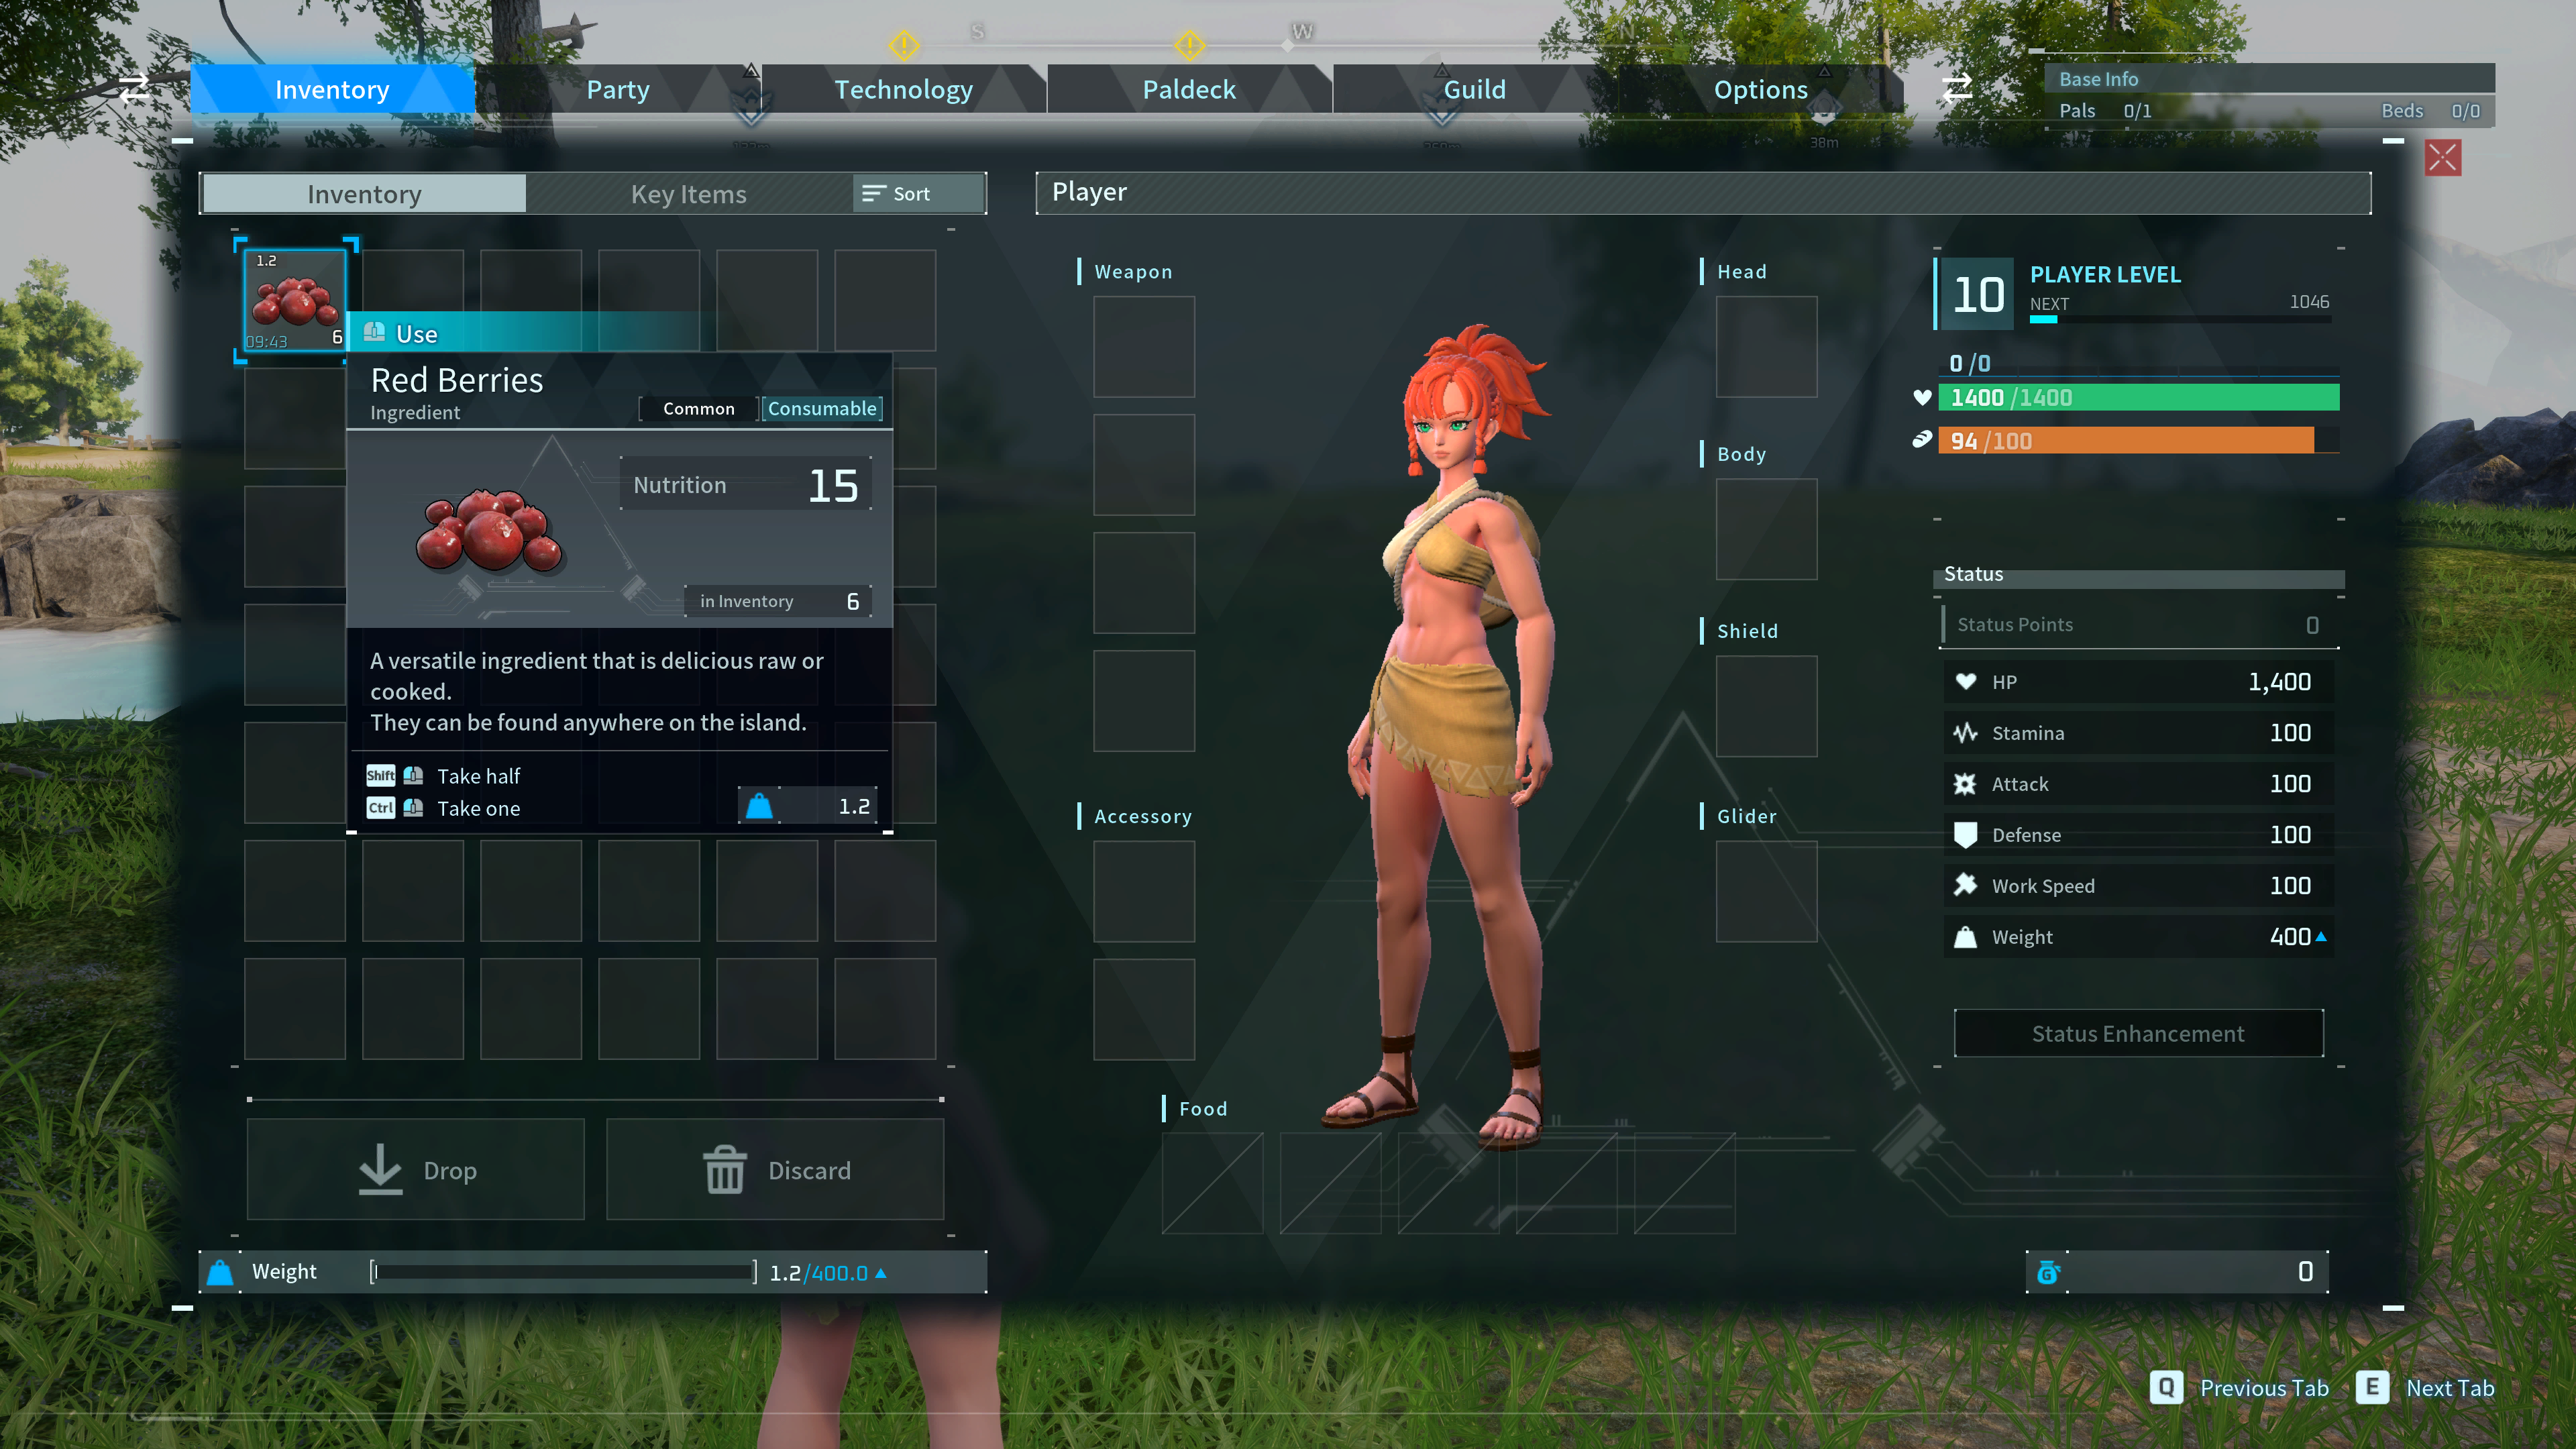 S
W
N
Inventory
Party
Technology
Paldeck
Guild
Options
Base Info
Pals 0/1
Beds 0/0
38m
Inventory
Key Items
Sort
Player
1.2
09:43
6
Use
Red Berries
Ingredient
Common
Consumable
Nutrition 15
in Inventory 6
A versatile ingredient that is delicious raw or
cooked.
They can be found anywhere on the island.
Shift Take half
Ctrl Take one
1.2
Drop
Discard
Weight
1.2/400.0
Weapon
Accessory
Food
Head
Body
Shield
Glider
10
PLAYER LEVEL
NEXT 1046
0/0
1400/1400
94/100
Status
Status Points 0
HP 1,400
Stamina 100
Attack 100
Defense 100
Work Speed 100
Weight 400
Status Enhancement
G
0
Q Previous Tab
E Next Tab